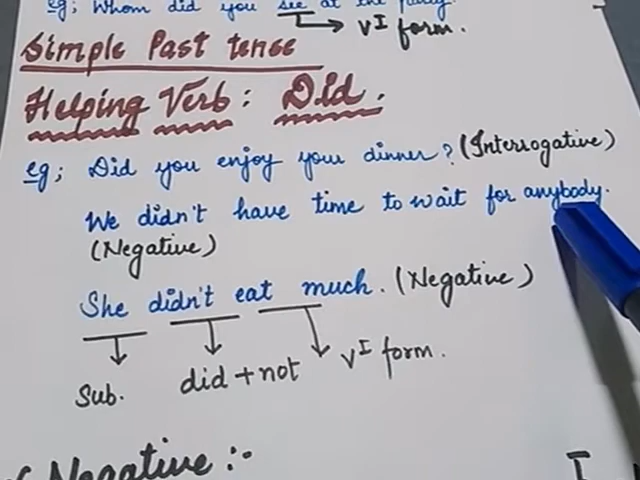 eg; Whom did you see at the party.
V I form.
Simple Past tense
Helping Verb : Did.
eg; Did you enjoy your dinner? (Interrogative)
We didn't have time to wait for anybody.
(Negative)
She didn't eat much. (Negative)
Sub. did + not V I form.
Negative :-
I